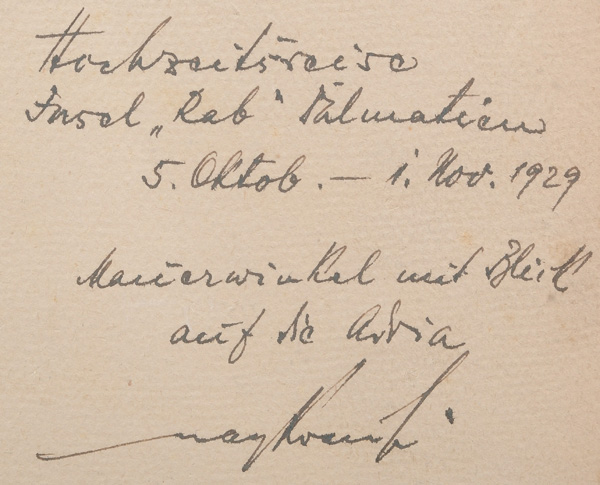 Hochzeitsreise
Insel „Rab“ Dalmatien
5. Oktob. – 1. Nov. 1929
Mauerwinkel mit Blick
auf die Adria